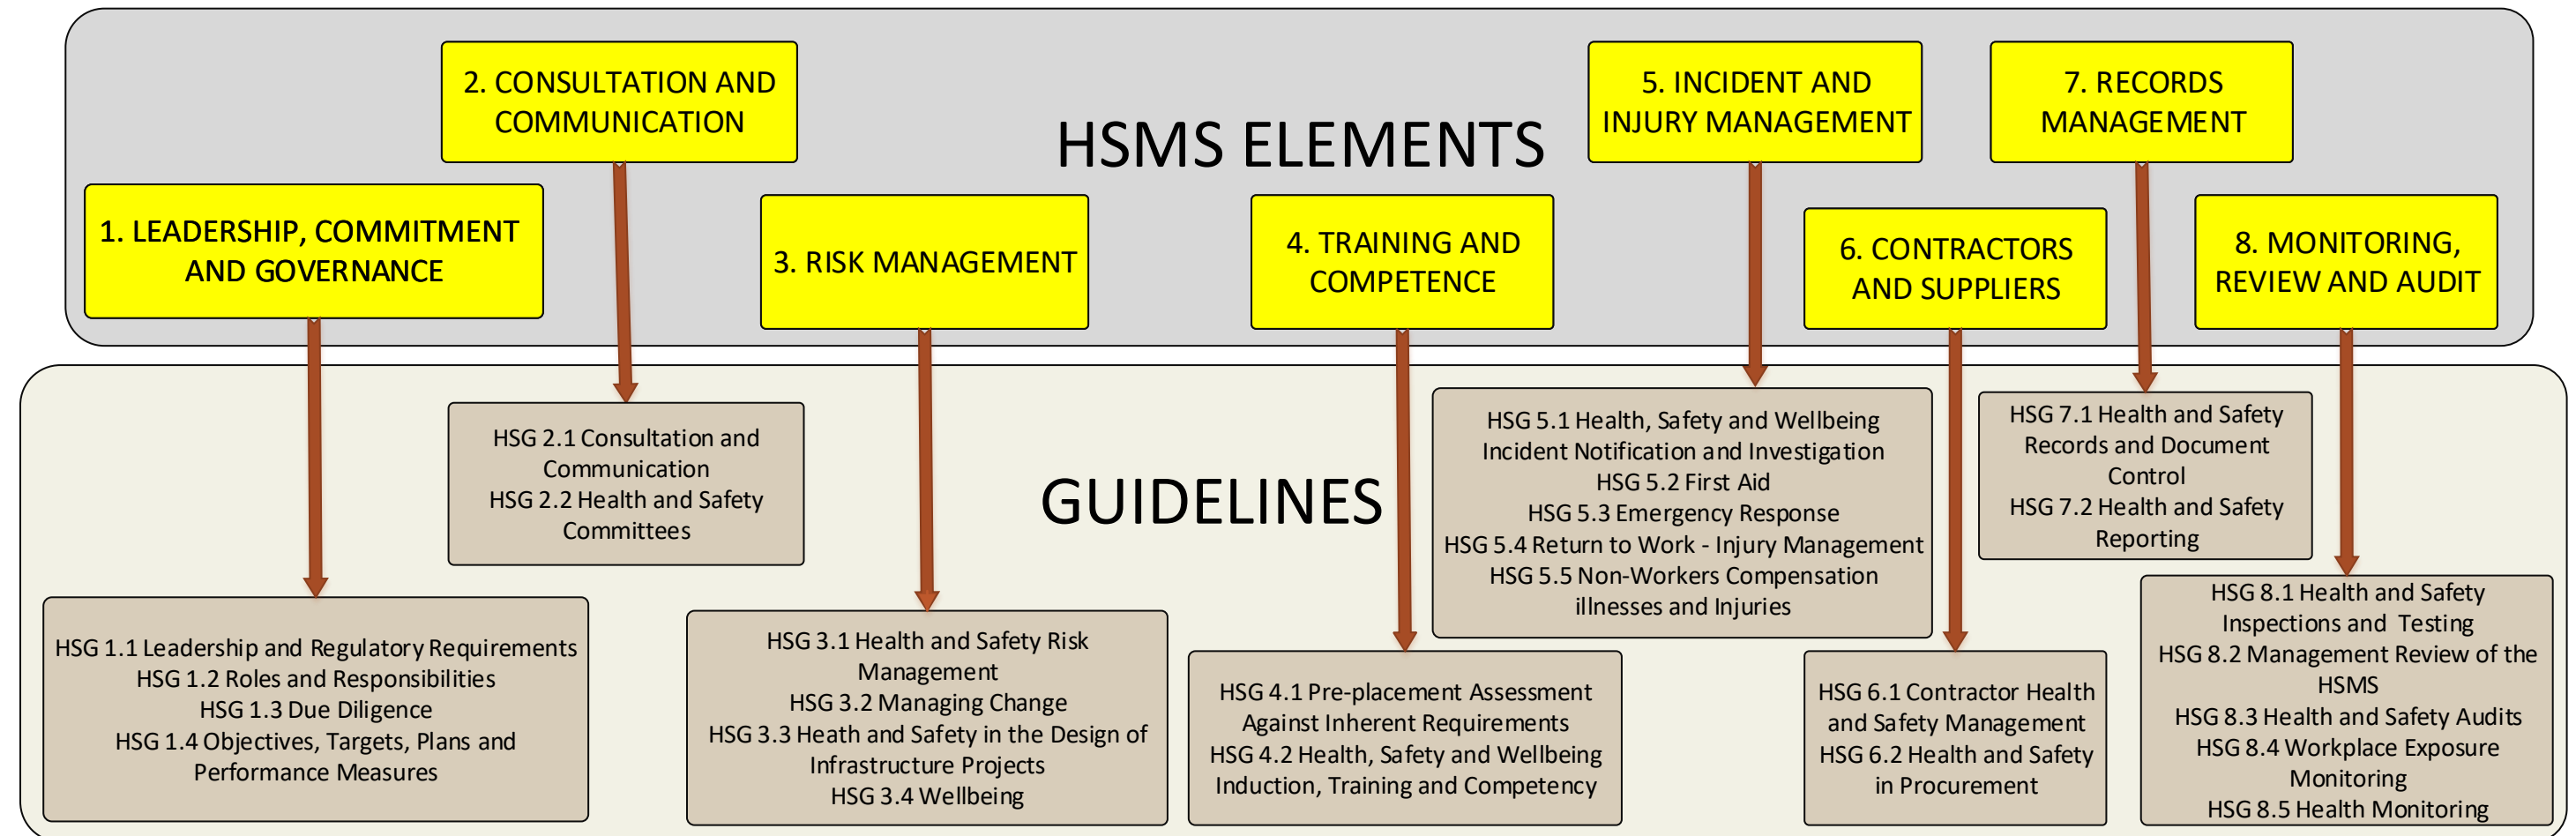 HSMS ELEMENTS
1. LEADERSHIP, COMMITMENT
AND GOVERNANCE
2. CONSULTATION AND
COMMUNICATION
3. RISK MANAGEMENT
4. TRAINING AND
COMPETENCE
5. INCIDENT AND
INJURY MANAGEMENT
6. CONTRACTORS
AND SUPPLIERS
7. RECORDS
MANAGEMENT
8. MONITORING,
REVIEW AND AUDIT
GUIDELINES
HSG 1.1 Leadership and Regulatory Requirements
HSG 1.2 Roles and Responsibilities
HSG 1.3 Due Diligence
HSG 1.4 Objectives, Targets, Plans and
Performance Measures
HSG 2.1 Consultation and
Communication
HSG 2.2 Health and Safety
Committees
HSG 3.1 Health and Safety Risk
Management
HSG 3.2 Managing Change
HSG 3.3 Heath and Safety in the Design of
Infrastructure Projects
HSG 3.4 Wellbeing
HSG 4.1 Pre-placement Assessment
Against Inherent Requirements
HSG 4.2 Health, Safety and Wellbeing
Induction, Training and Competency
HSG 5.1 Health, Safety and Wellbeing
Incident Notification and Investigation
HSG 5.2 First Aid
HSG 5.3 Emergency Response
HSG 5.4 Return to Work - Injury Management
HSG 5.5 Non-Workers Compensation
illnesses and Injuries
HSG 6.1 Contractor Health
and Safety Management
HSG 6.2 Health and Safety
in Procurement
HSG 7.1 Health and Safety
Records and Document
Control
HSG 7.2 Health and Safety
Reporting
HSG 8.1 Health and Safety
Inspections and Testing
HSG 8.2 Management Review of the
HSMS
HSG 8.3 Health and Safety Audits
HSG 8.4 Workplace Exposure
Monitoring
HSG 8.5 Health Monitoring